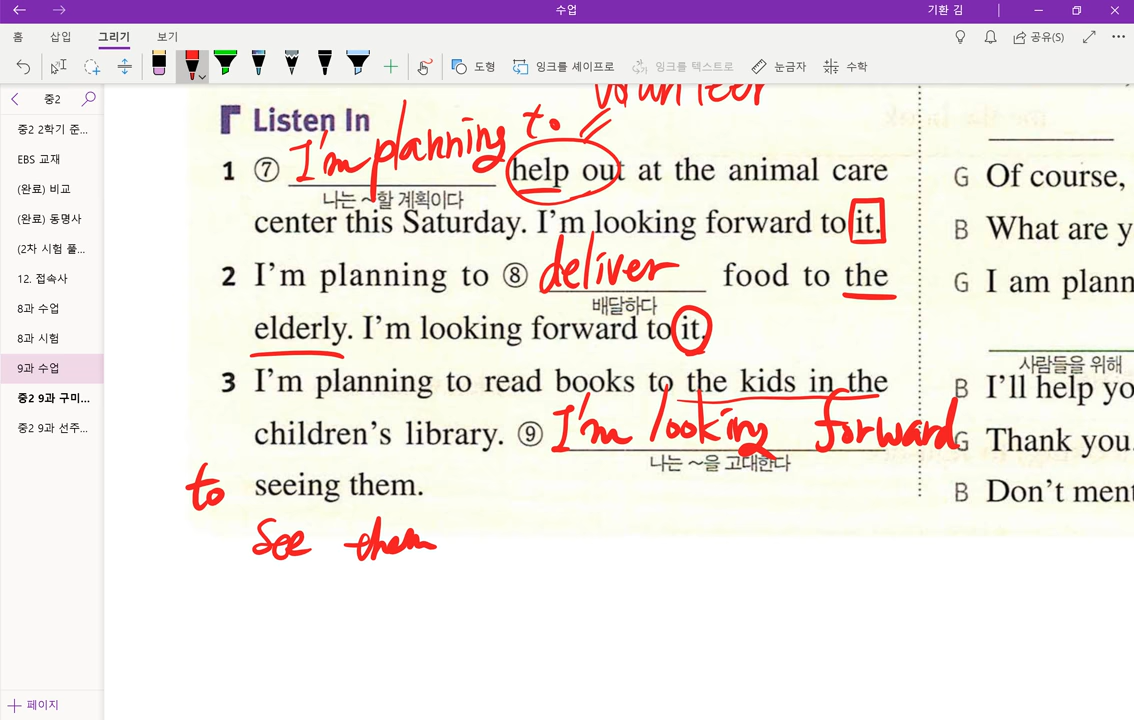 수업
기환 김
홈 삽입 그리기 보기
공유(S)
도형 잉크를 셰이프로 잉크를 텍스트로 눈금자 수학
중2
중2 2학기 준...
EBS 교재
(완료) 비교
(완료) 동명사
(2차 시험 풀...
12. 접속사
8과 수업
8과 시험
9과 수업
중2 9과 구미...
중2 9과 선주...
페이지
volunteer
Listen In
1 ⑦ I'm planning to help out at the animal care
나는 ~할 계획이다
center this Saturday. I'm looking forward to it.
2 I'm planning to ⑧ deliver food to the
배달하다
elderly. I'm looking forward to it.
3 I'm planning to read books to the kids in the
children's library. ⑨ I'm looking forward
나는 ~을 고대한다
to seeing them.
see them
G Of course,
B What are y
G I am plann
사람들을 위해
B I'll help yo
G Thank you.
B Don't ment